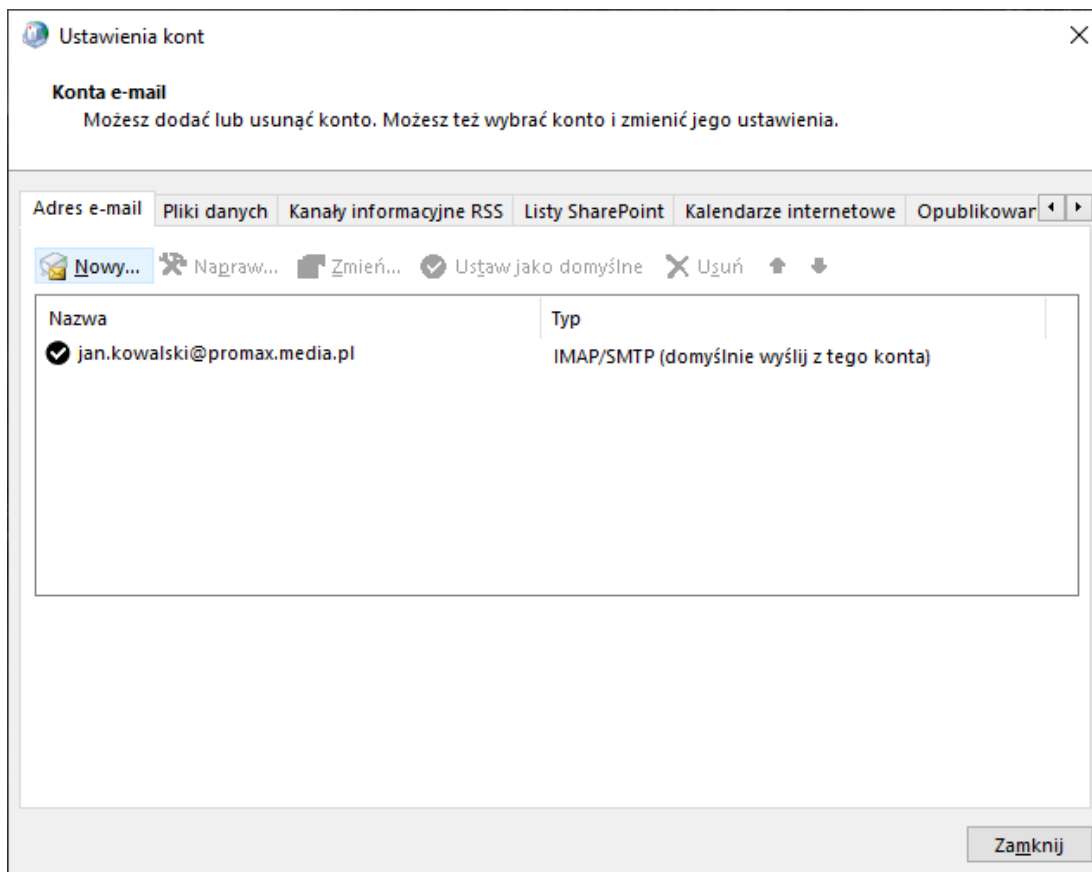 Ustawienia kont
Konta e-mail
Możesz dodać lub usunąć konto. Możesz też wybrać konto i zmienić jego ustawienia.
Adres e-mail Pliki danych Kanały informacyjne RSS Listy SharePoint Kalendarze internetowe Opublikowar
Nowy... Napraw... Zmień... Ustaw jako domyślne Usuń
Nazwa Typ
jan.kowalski@promax.media.pl IMAP/SMTP (domyślnie wyślij z tego konta)
Zamknij